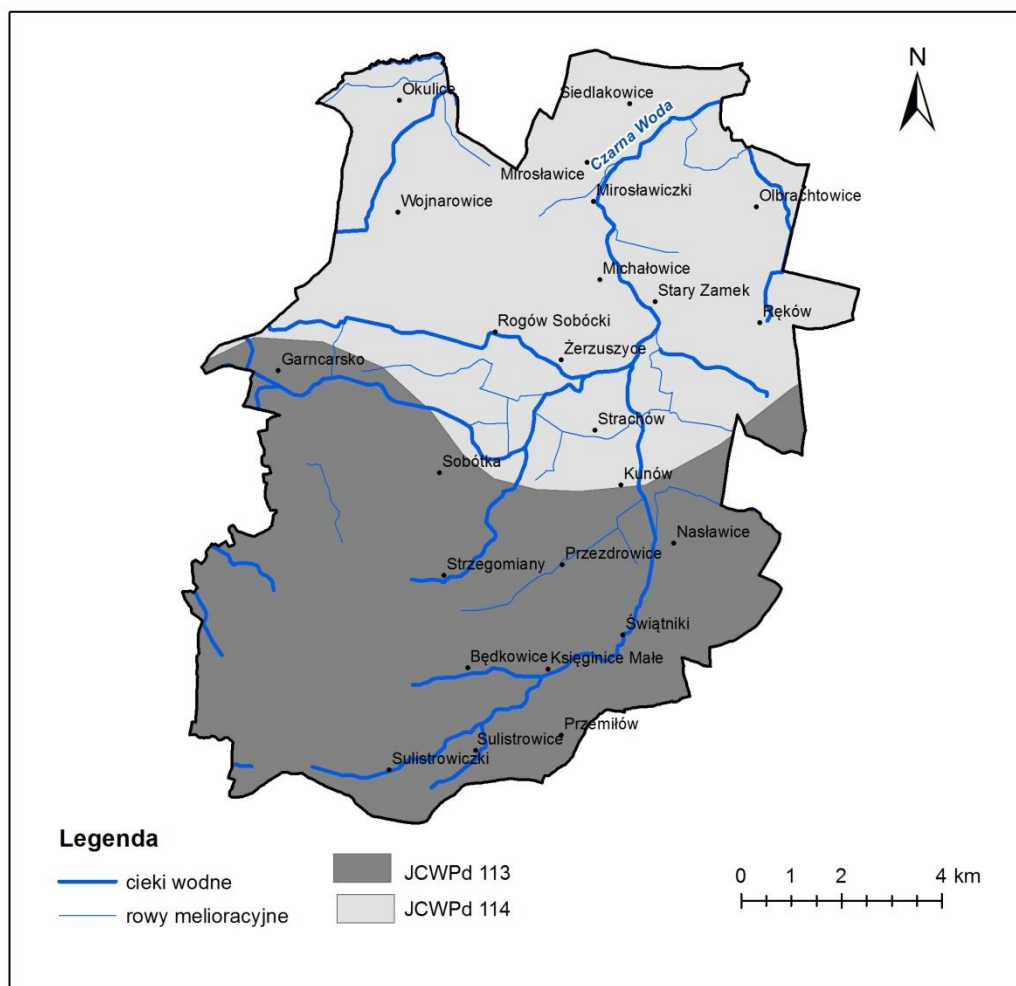 N
Okulice
Siedlakowice
Czarna Woda
Mirosławice
Mirosławiczki
Wojnarowice
Olbrachtowice
Michałowice
Stary Zamek
Rogów Sobócki
Ręków
Żerzuszyce
Garncarsko
Strachów
Sobótka
Kunów
Nasławice
Strzegomiany
Przezdrowice
Świątniki
Będkowice
Księginice Małe
Przemiłów
Sulistrowice
Sulistrowiczki
Legenda
cieki wodne
rowy melioracyjne
JCWPd 113
JCWPd 114
0 1 2 4 km